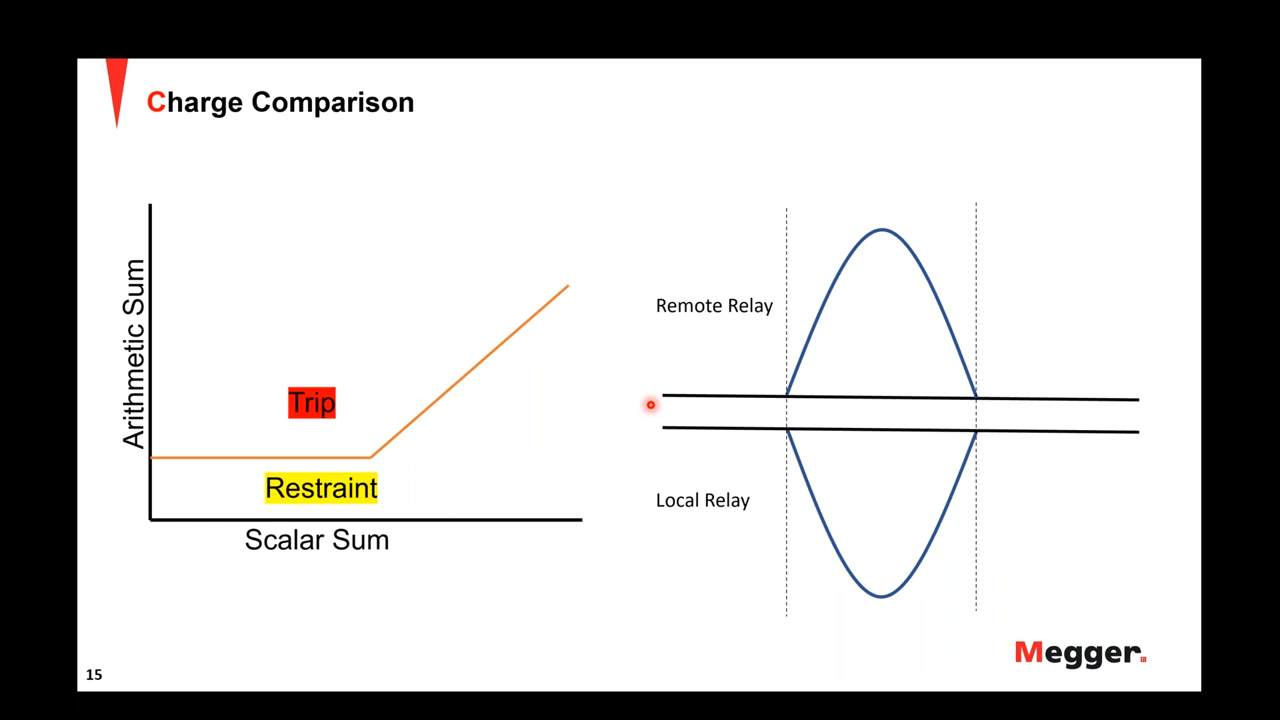 Charge Comparison
Arithmetic Sum
Trip
Restraint
Scalar Sum
Remote Relay
Local Relay
Megger
15